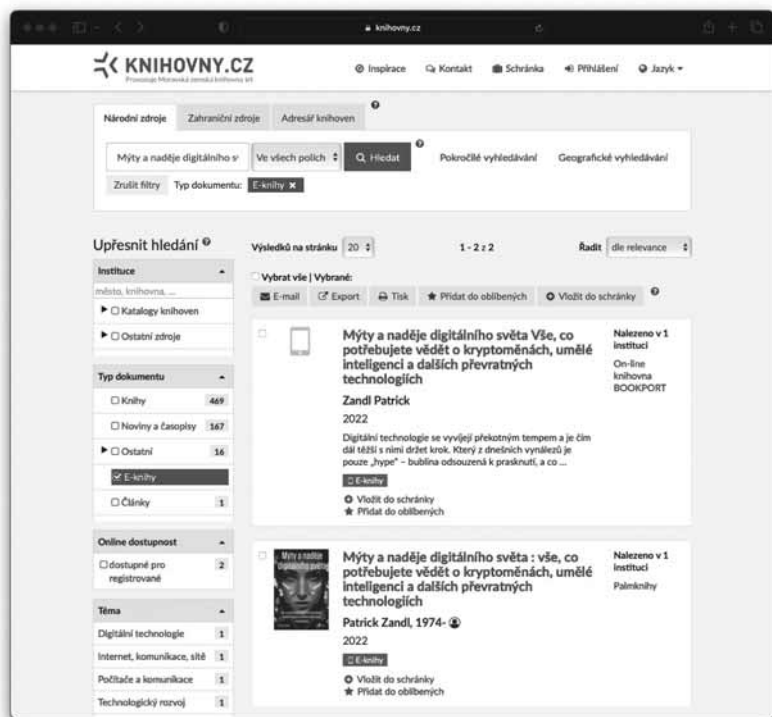 knihovny.cz
KNIHOVNY.CZ
Provozuje Moravská zemská knihovna
Inspirace
Kontakt
Schránka
Přihlášení
Jazyk
Národní zdroje
Zahraniční zdroje
Adresář knihoven
Mýty a naděje digitálního sv
Ve všech polích
Hledat
Pokročilé vyhledávání
Geografické vyhledávání
Zrušit filtry
Typ dokumentu:
E-knihy
Upřesnit hledání
Výsledků na stránku 20
1 - 2 z 2
Řadit dle relevance
Vybrat vše | Vybrané:
E-mail
Export
Tisk
Přidat do oblíbených
Vložit do schránky
Instituce
město, knihovna, ...
Katalogy knihoven
Ostatní zdroje
Typ dokumentu
Knihy 469
Noviny a časopisy 167
Ostatní 16
E-knihy
Články 1
Online dostupnost
dostupné pro 2
registrované
Téma
Digitální technologie 1
Internet, komunikace, sítě 1
Počítače a komunikace 1
Technologický rozvoj 1
Mýty a naděje digitálního světa Vše, co
potřebujete vědět o kryptoměnách, umělé
inteligenci a dalších převratných
technologiích
Zandl Patrick
2022
Digitální technologie se vyvíjejí překotným tempem a je čím
dál těžší s nimi držet krok. Který z dnešních vynálezů je
pouze „hype" – bublina odsouzená k prasknutí, a co ...
E-knihy
Vložit do schránky
Přidat do oblíbených
Nalezeno v 1
instituci
On-line
knihovna
BOOKPORT
Mýty a naděje
digitálního světa
Mýty a naděje digitálního světa : vše, co
potřebujete vědět o kryptoměnách, umělé
inteligenci a dalších převratných
technologiích
Patrick Zandl, 1974-
2022
E-knihy
Vložit do schránky
Přidat do oblíbených
Nalezeno v 1
instituci
Palmknihy